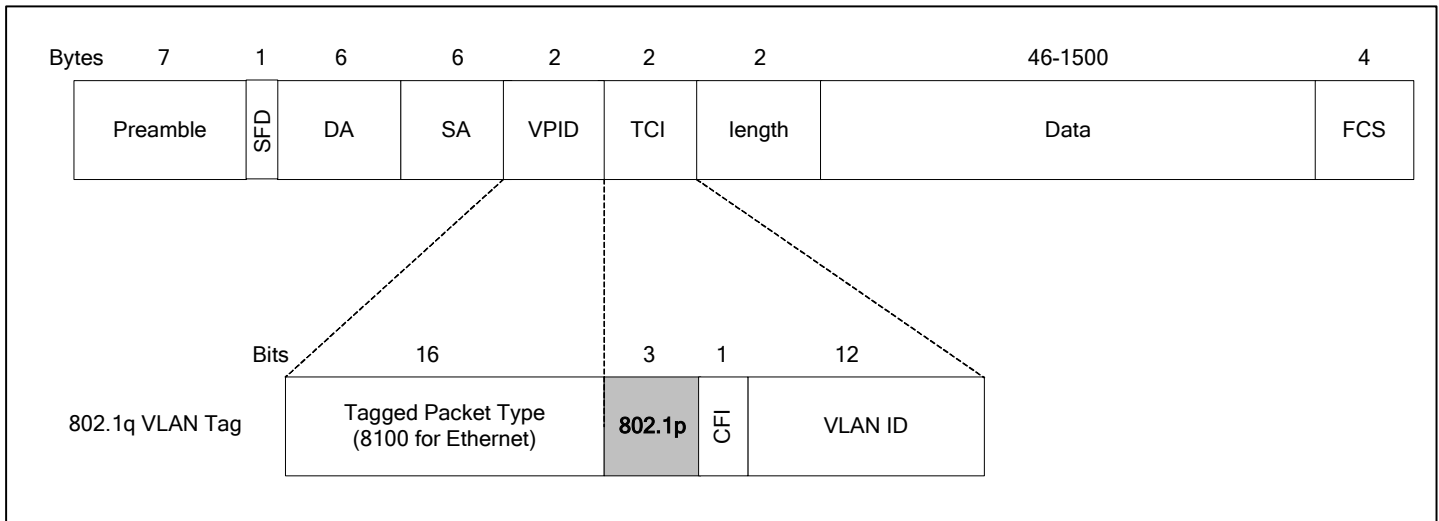 Bytes 7 1 6 6 2 2 2 46-1500 4
Preamble SFD DA SA VPID TCI length Data FCS
Bits 16 3 1 12
802.1q VLAN Tag
Tagged Packet Type
(8100 for Ethernet)
802.1p
CFI
VLAN ID